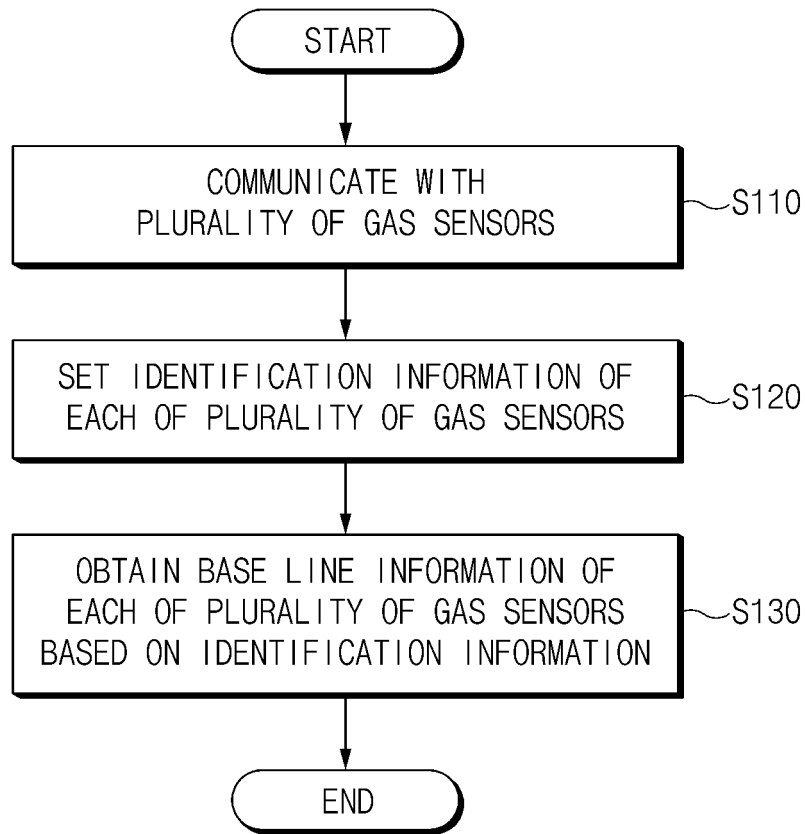 START
COMMUNICATE WITH
PLURALITY OF GAS SENSORS
S110
SET IDENTIFICATION INFORMATION OF
EACH OF PLURALITY OF GAS SENSORS
S120
OBTAIN BASE LINE INFORMATION OF
EACH OF PLURALITY OF GAS SENSORS
BASED ON IDENTIFICATION INFORMATION
S130
END